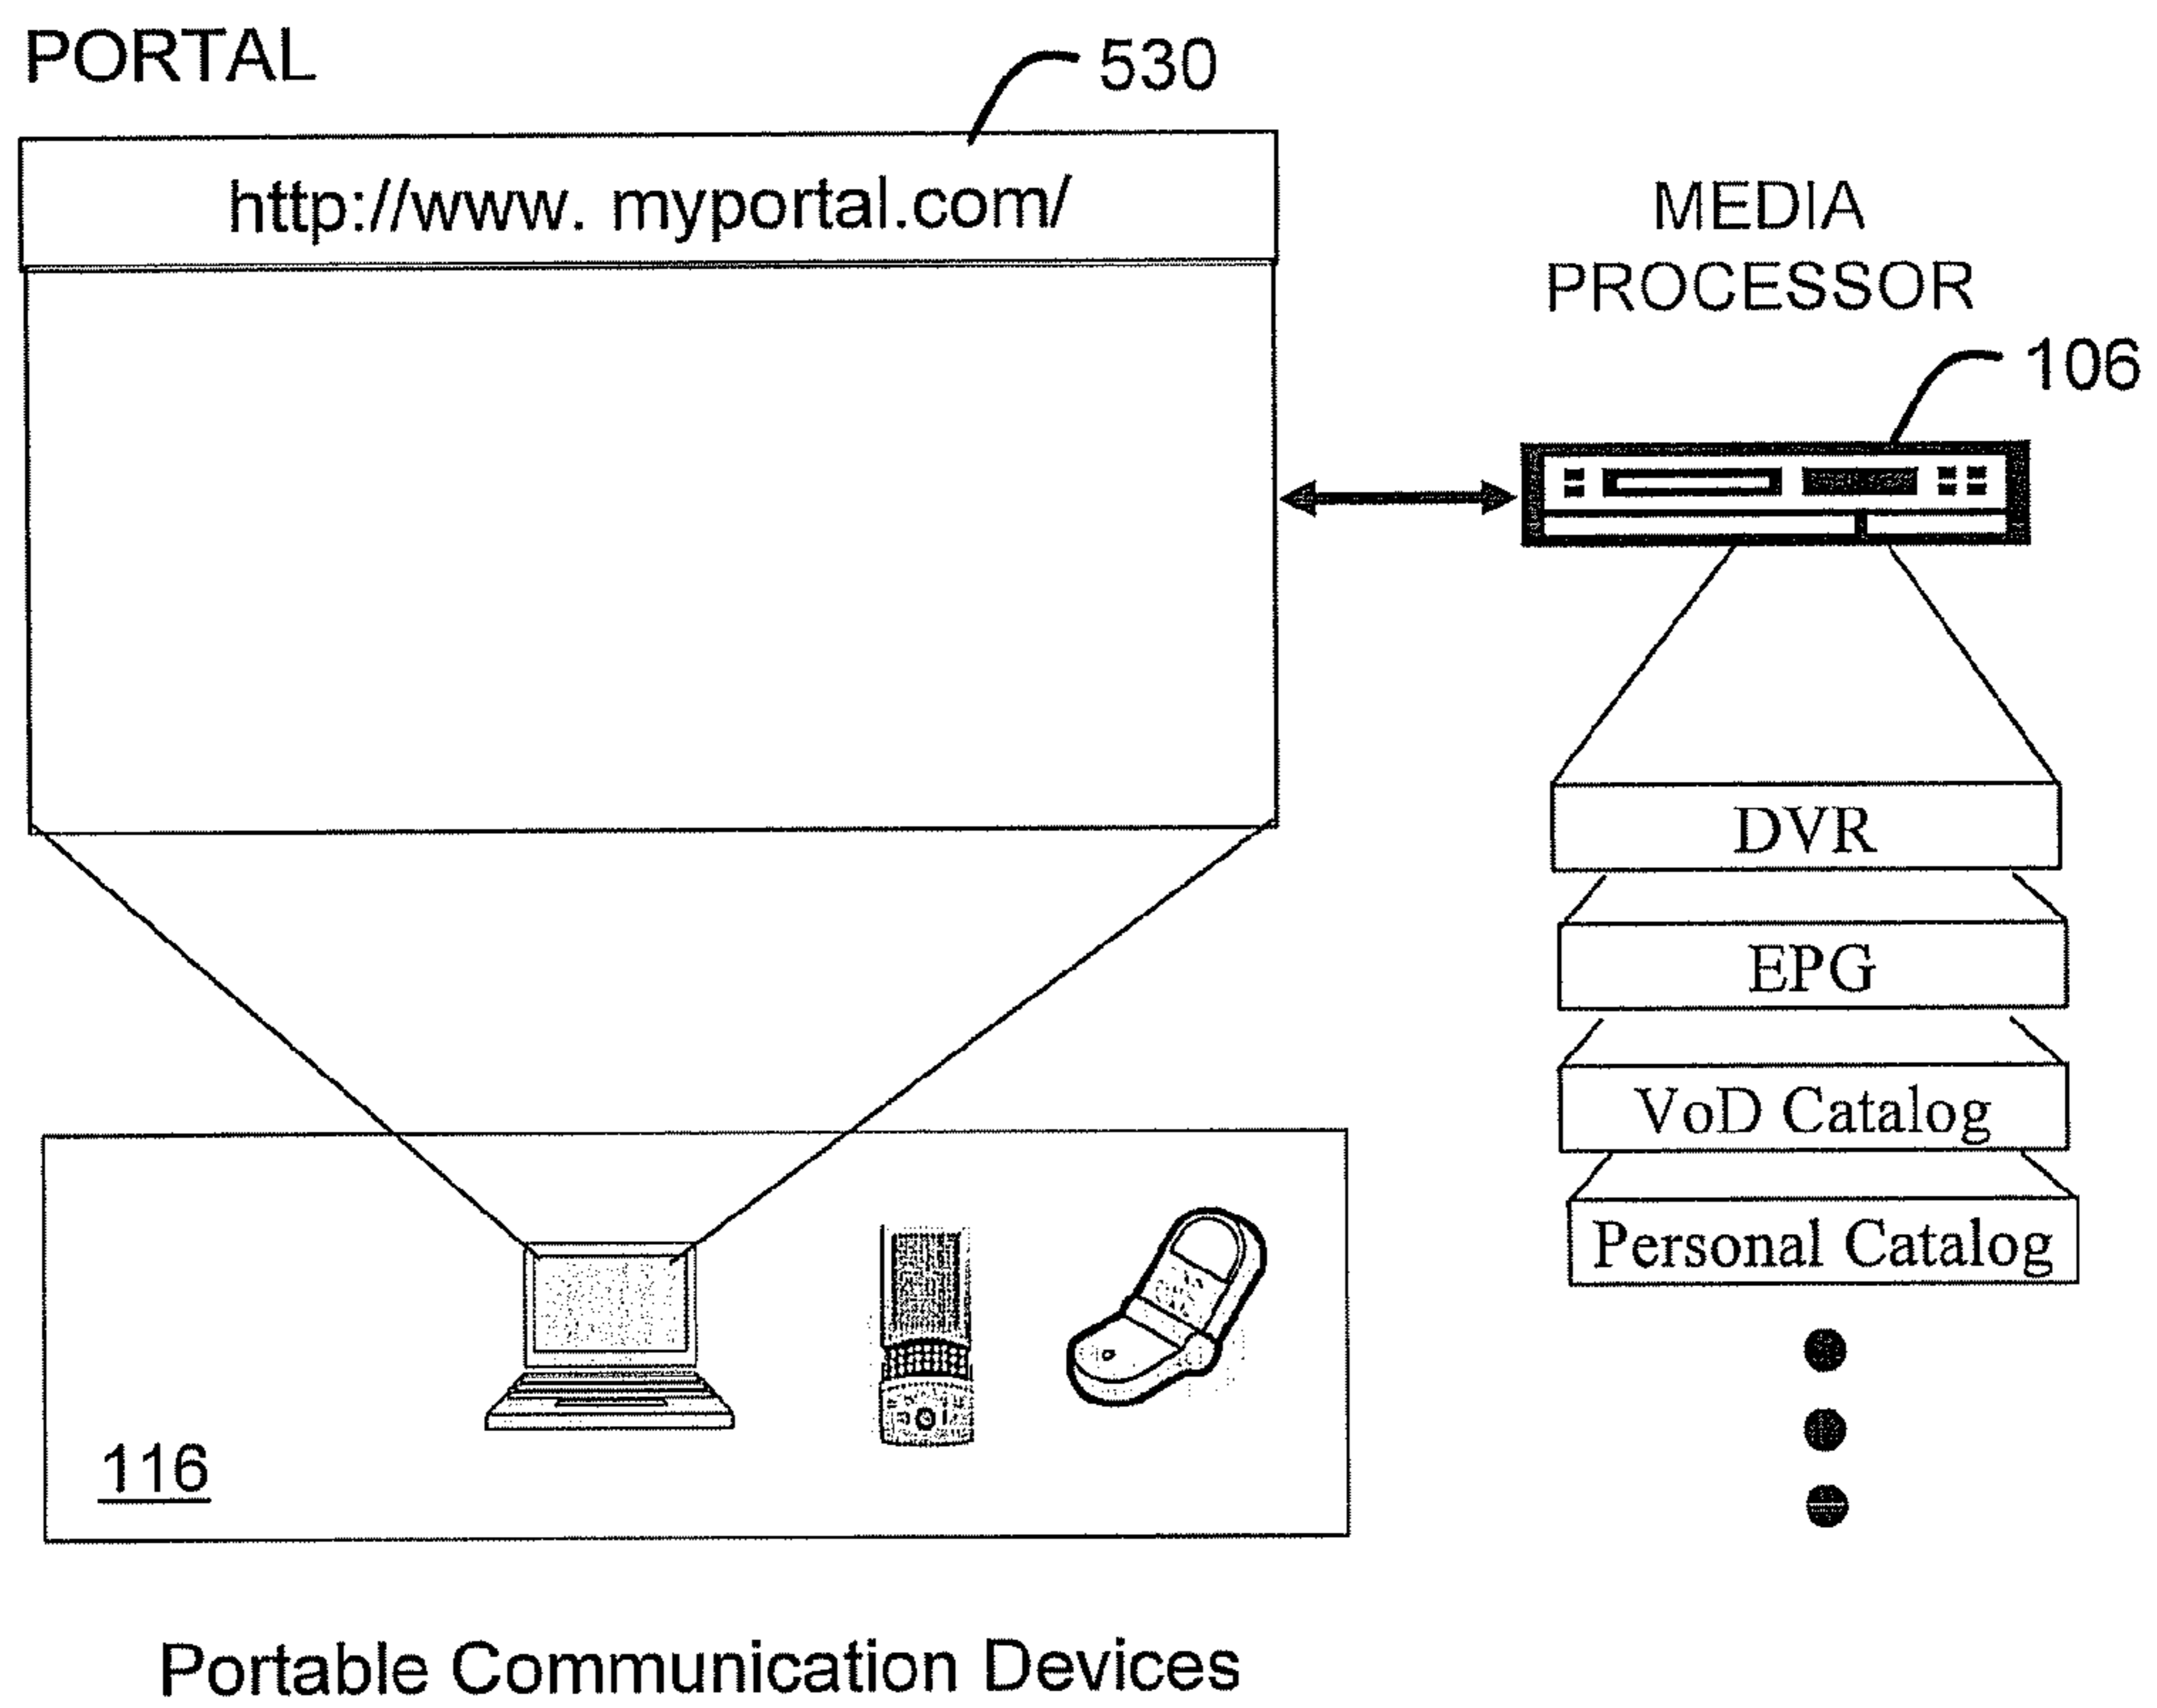 PORTAL
530
http://www. myportal.com/
MEDIA
PROCESSOR
106
DVR
EPG
VoD Catalog
Personal Catalog
116
Portable Communication Devices